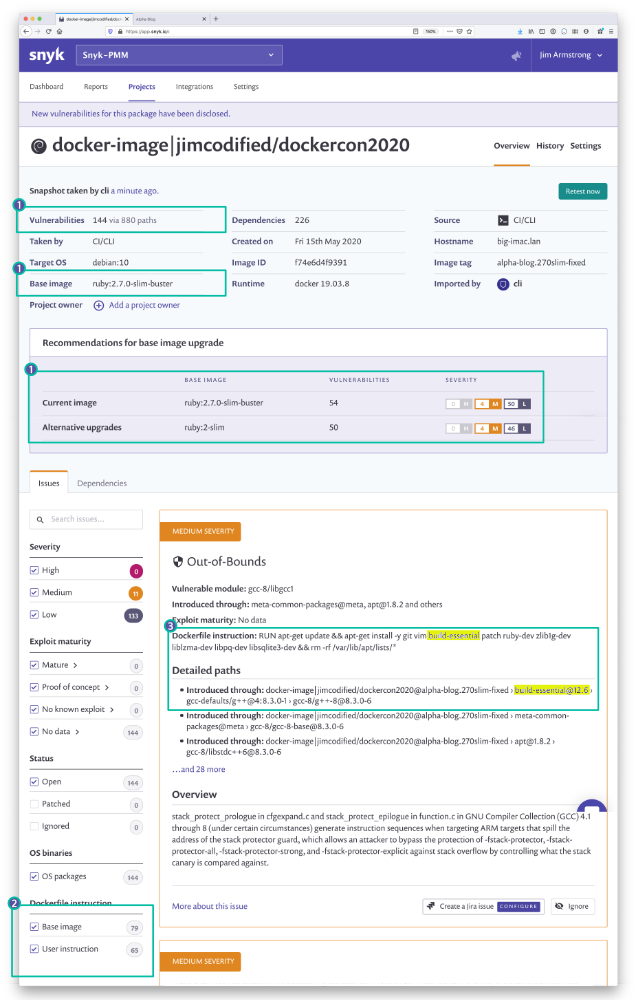 docker-image|jimcodified/dock
Alpha Blog
https://app.snyk.io/
150%
snyk
Snyk-PMM
Jim Armstrong
Dashboard Reports Projects Integrations Settings
New vulnerabilities for this package have been disclosed.
docker-image|jimcodified/dockercon2020
Overview History Settings
Snapshot taken by cli a minute ago.
Retest now
1
Vulnerabilities 144 via 880 paths Dependencies 226 Source CI/CLI
Taken by CI/CLI Created on Fri 15th May 2020 Hostname big-imac.lan
Target OS debian:10 Image ID f74e6d4f9391 Image tag alpha-blog.270slim-fixed
1
Base image ruby:2.7.0-slim-buster Runtime docker 19.03.8 Imported by cli
Project owner Add a project owner
Recommendations for base image upgrade
1
BASE IMAGE VULNERABILITIES SEVERITY
Current image ruby:2.7.0-slim-buster 54 0 H 4 M 50 L
Alternative upgrades ruby:2-slim 50 0 H 4 M 46 L
Issues Dependencies
Search issues...
Severity
High 0
Medium 11
Low 133
Exploit maturity
Mature 0
Proof of concept 0
No known exploit 0
No data 144
Status
Open 144
Patched 0
Ignored 0
OS binaries
OS packages 144
Dockerfile instruction
2
Base image 79
User instruction 65
MEDIUM SEVERITY
Out-of-Bounds
Vulnerable module: gcc-8/libgcc1
Introduced through: meta-common-packages@meta, apt@1.8.2 and others
Exploit maturity: No data
3
Dockerfile instruction: RUN apt-get update && apt-get install -y git vim build-essential patch ruby-dev zlib1g-dev
liblzma-dev libpq-dev libsqlite3-dev && rm -rf /var/lib/apt/lists/*
Detailed paths
• Introduced through: docker-image|jimcodified/dockercon2020@alpha-blog.270slim-fixed › build-essential@12.6 ›
gcc-defaults/g++@4:8.3.0-1 › gcc-8/g++-8@8.3.0-6
• Introduced through: docker-image|jimcodified/dockercon2020@alpha-blog.270slim-fixed › meta-common-
packages@meta › gcc-8/gcc-8-base@8.3.0-6
• Introduced through: docker-image|jimcodified/dockercon2020@alpha-blog.270slim-fixed › apt@1.8.2 ›
gcc-8/libstdc++6@8.3.0-6
...and 28 more
Overview
stack_protect_prologue in cfgexpand.c and stack_protect_epilogue in function.c in GNU Compiler Collection (GCC) 4.1
through 8 (under certain circumstances) generate instruction sequences when targeting ARM targets that spill the
address of the stack protector guard, which allows an attacker to bypass the protection of -fstack-protector, -fstack-
protector-all, -fstack-protector-strong, and -fstack-protector-explicit against stack overflow by controlling what the stack
canary is compared against.
More about this issue
Create a Jira issue CONFIGURE
Ignore
MEDIUM SEVERITY